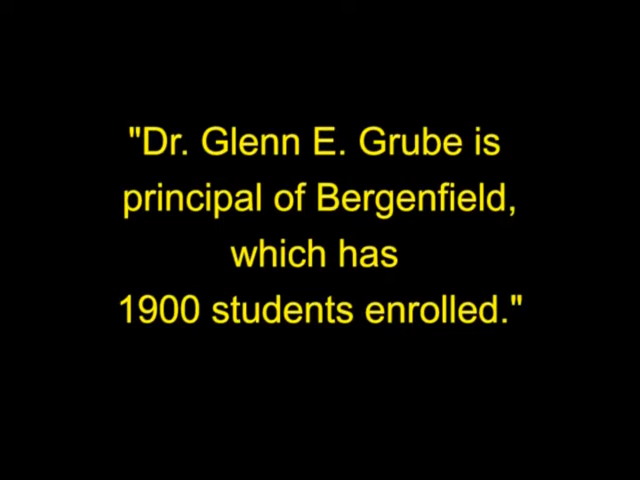 "Dr. Glenn E. Grube is
principal of Bergenfield,
which has
1900 students enrolled."